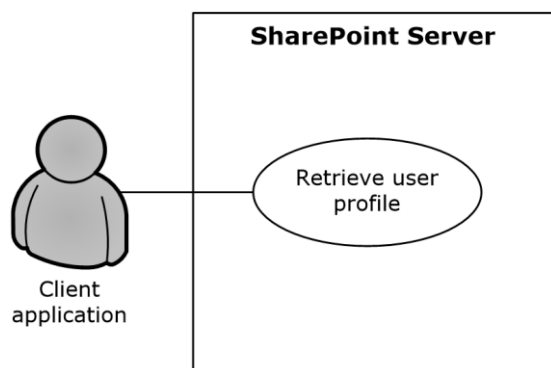 SharePoint Server
Retrieve user
profile
Client
application